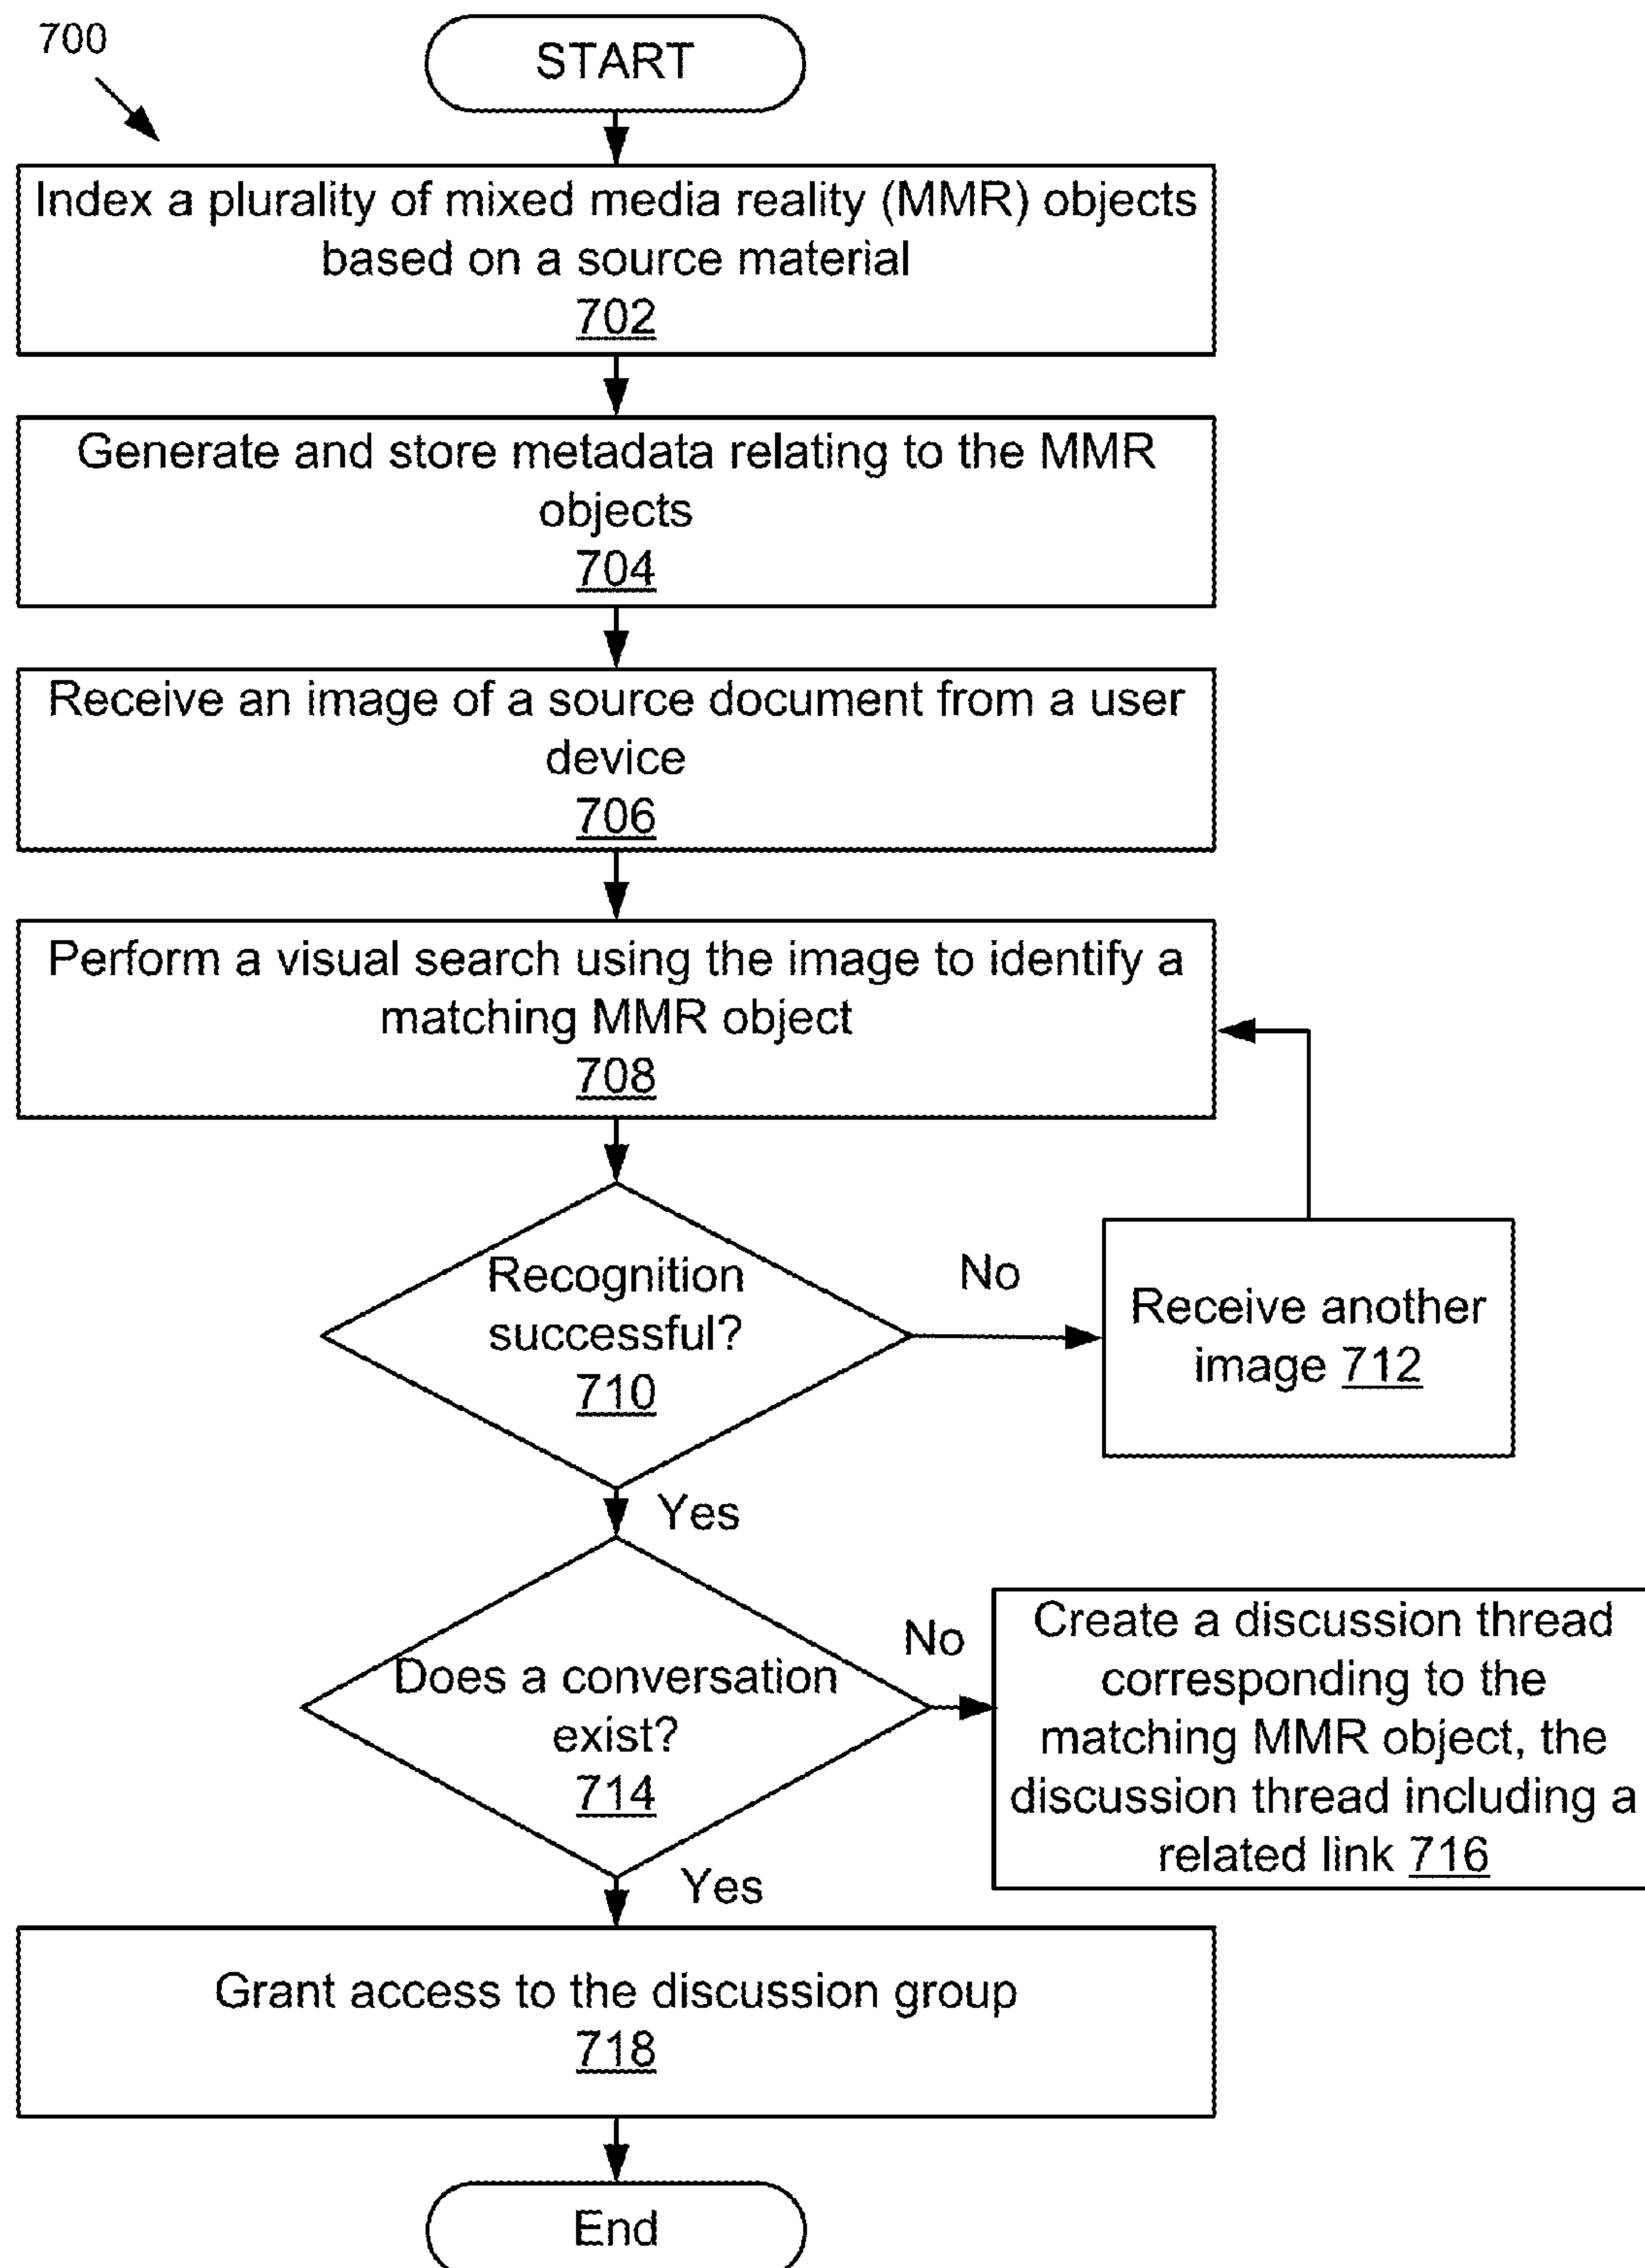 700
START
Index a plurality of mixed media reality (MMR) objects
based on a source material
702
Generate and store metadata relating to the MMR
objects
704
Receive an image of a source document from a user
device
706
Perform a visual search using the image to identify a
matching MMR object
708
Recognition
successful?
710
No
Receive another
image 712
Yes
Does a conversation
exist?
714
No
Create a discussion thread
corresponding to the
matching MMR object, the
discussion thread including a
related link 716
Yes
Grant access to the discussion group
718
End